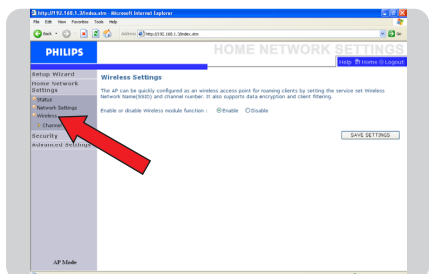 http://192.168.1.3/index.stm - Microsoft Internet Explorer
File Edit View Favorites Tools Help
Back
Address http://192.168.1.3/index.stm
Go
PHILIPS
HOME NETWORK SETTINGS
Help Home Logout
Setup Wizard
Home Network Settings
Status
Network Settings
Wireless
Channel
Security
Advanced Settings
AP Mode
Wireless Settings
The AP can be quickly configured as an wireless access point for roaming clients by setting the service set Wireless
Network Name(SSID) and channel number. It also supports data encryption and client filtering.
Enable or disable Wireless module function : Enable Disable
SAVE SETTINGS